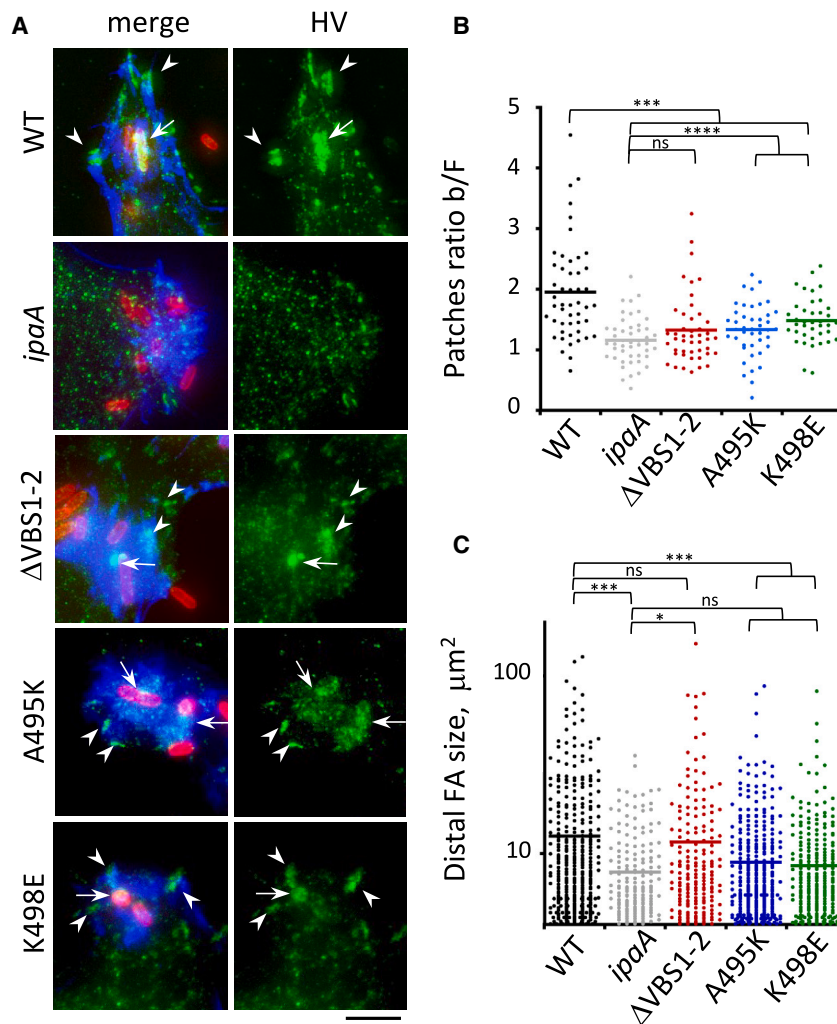 A
merge HV
WT
ipaA
ΔVBS1-2
A495K
K498E
B
Patches ratio b/F
5
4
3
2
1
0
***
****
ns
WT ipaA ΔVBS1-2 A495K K498E
C
Distal FA size, μm²
100
10
***
ns
***
ns
*
WT ipaA ΔVBS1-2 A495K K498E